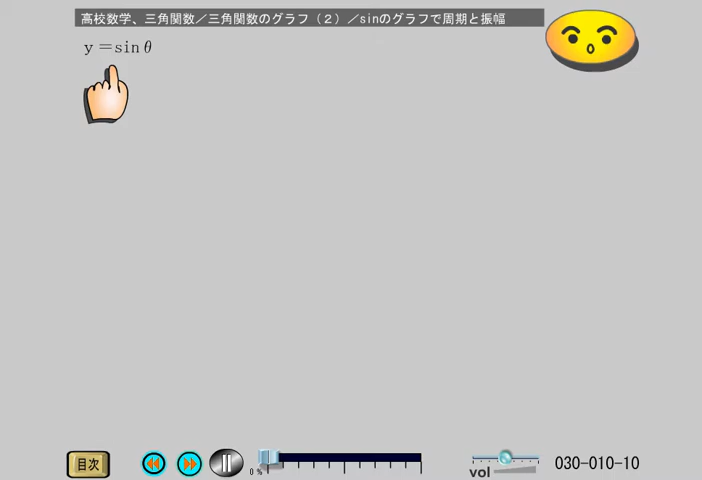 高校数学、三角関数／三角関数のグラフ（２）／sinのグラフで周期と振幅
ｙ＝sinθ
目次
0 %
vol
030-010-10